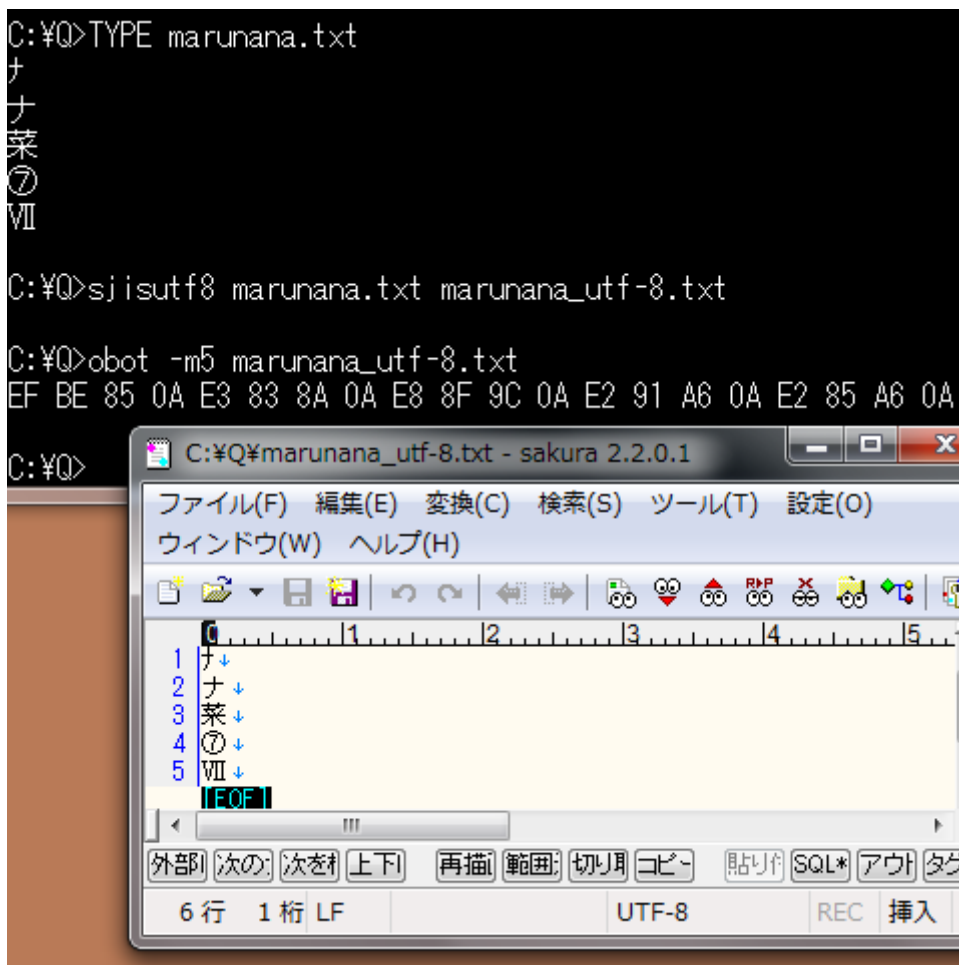 C:¥Q>TYPE marunana.txt
ﾅ
ナ
菜
⑦
Ⅶ
C:¥Q>sjisutf8 marunana.txt marunana_utf-8.txt
C:¥Q>obot -m5 marunana_utf-8.txt
EF BE 85 0A E3 83 8A 0A E8 8F 9C 0A E2 91 A6 0A E2 85 A6 0A
C:¥Q>
C:¥Q¥marunana_utf-8.txt - sakura 2.2.0.1
ファイル(F) 編集(E) 変換(C) 検索(S) ツール(T) 設定(O)
ウィンドウ(W) ヘルプ(H)
0 1 2 3 4 5
1 ﾅ↓
2 ナ↓
3 菜↓
4 ⑦↓
5 Ⅶ↓
[EOF]
外部 次の 次を 上下 再描 範囲 切り コピ 貼り SQL* アウト タグ
6 行 1 桁 LF UTF-8 REC 挿入